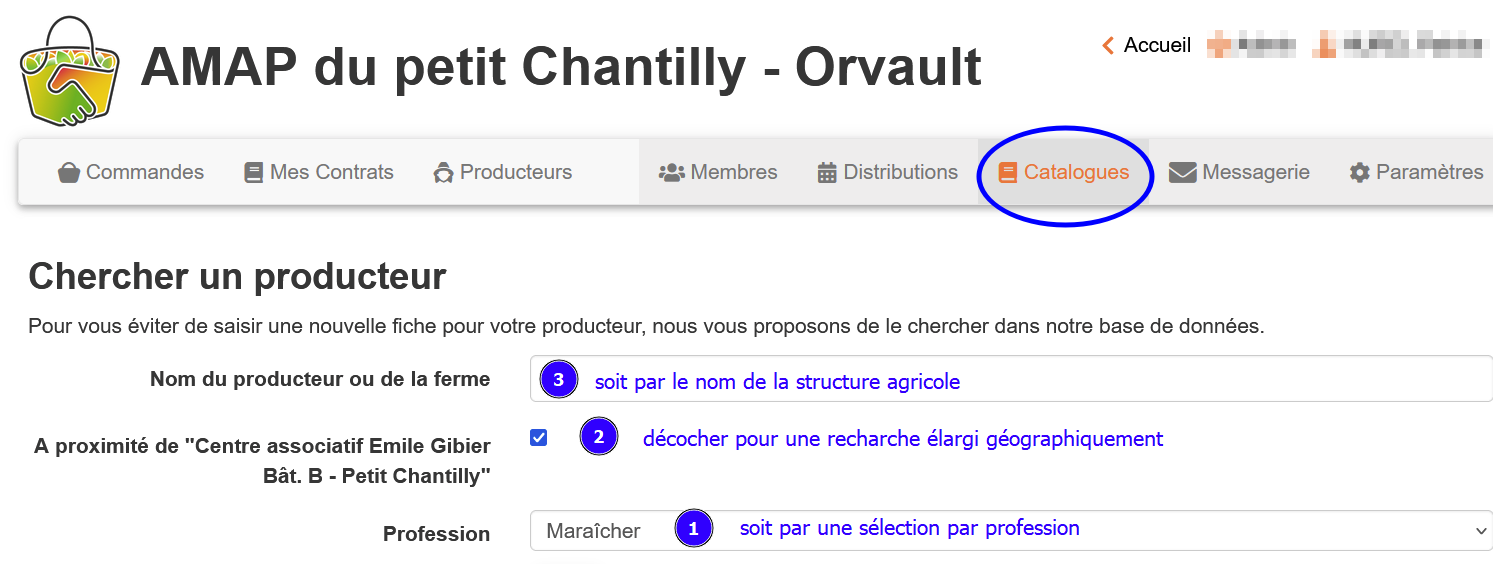 AMAP du petit Chantilly - Orvault
Accueil
Commandes Mes Contrats Producteurs Membres Distributions Catalogues Messagerie Paramètres
Chercher un producteur
Pour vous éviter de saisir une nouvelle fiche pour votre producteur, nous vous proposons de le chercher dans notre base de données.
Nom du producteur ou de la ferme 3 soit par le nom de la structure agricole
A proximité de "Centre associatif Emile Gibier 2 décocher pour une recharche élargi géographiquement
Bât. B - Petit Chantilly"
Profession Maraîcher 1 soit par une sélection par profession